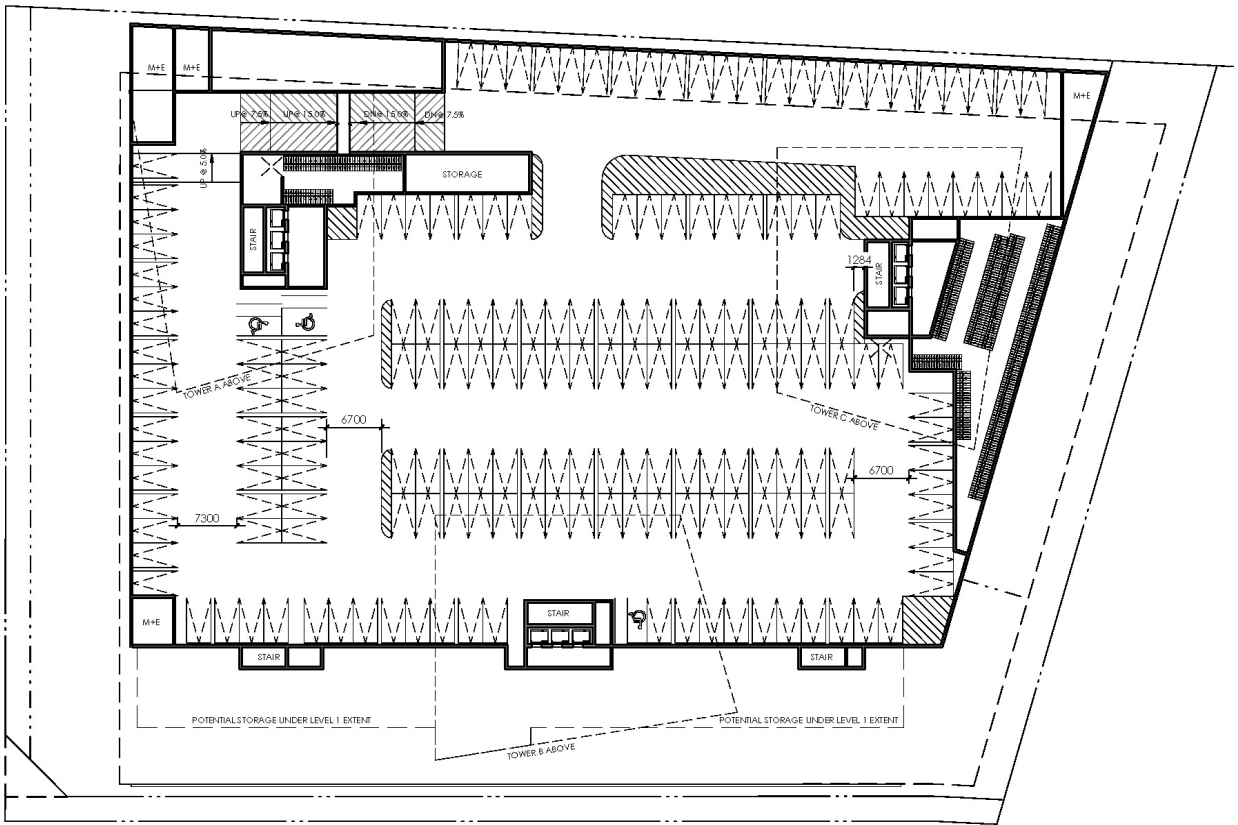 M+E
M+E
M+E
UP@ 7.5%
UP@ 15.0%
DN@ 15.0%
DN@ 7.5%
UP @ 5.0%
STORAGE
STAIR
1284
STAIR
TOWER A ABOVE
TOWER C ABOVE
6700
6700
7300
M+E
STAIR
STAIR
STAIR
POTENTIAL STORAGE UNDER LEVEL 1 EXTENT
POTENTIAL STORAGE UNDER LEVEL 1 EXTENT
TOWER B ABOVE